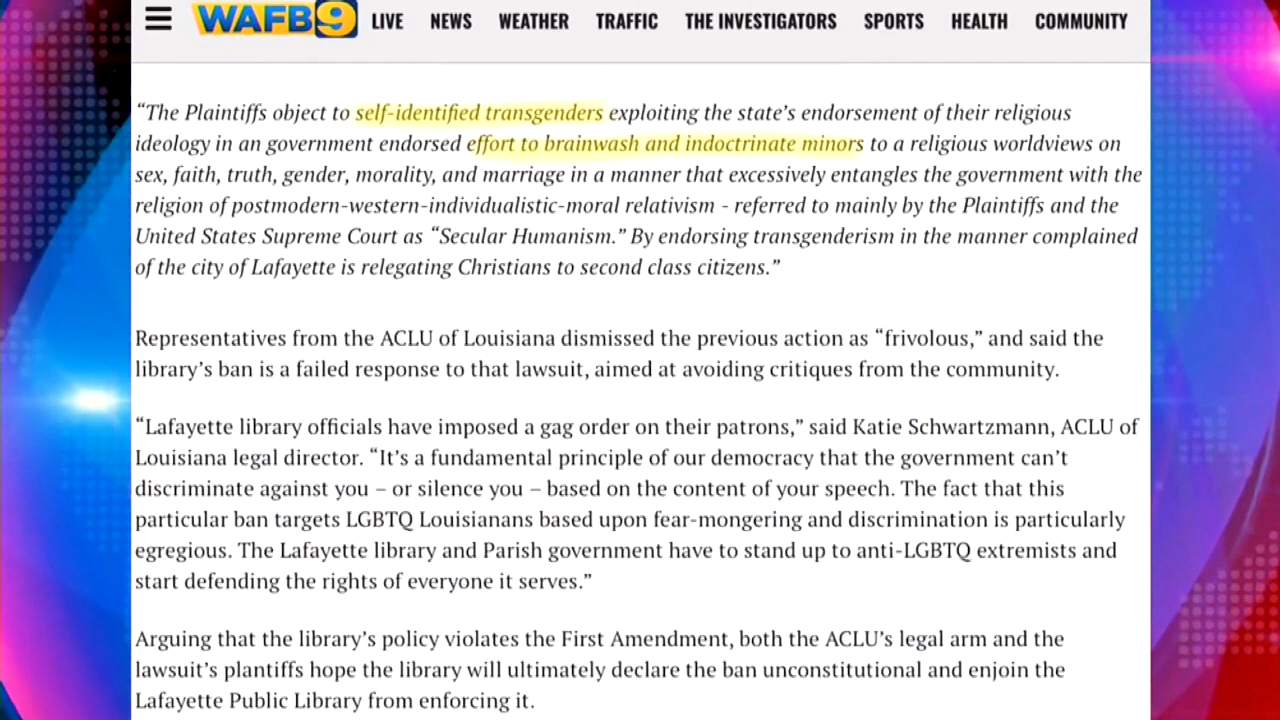 WAFB 9 LIVE NEWS WEATHER TRAFFIC THE INVESTIGATORS SPORTS HEALTH COMMUNITY
“The Plaintiffs object to self-identified transgenders exploiting the state’s endorsement of their religious
ideology in an government endorsed effort to brainwash and indoctrinate minors to a religious worldviews on
sex, faith, truth, gender, morality, and marriage in a manner that excessively entangles the government with the
religion of postmodern-western-individualistic-moral relativism - referred to mainly by the Plaintiffs and the
United States Supreme Court as “Secular Humanism.” By endorsing transgenderism in the manner complained
of the city of Lafayette is relegating Christians to second class citizens.”
Representatives from the ACLU of Louisiana dismissed the previous action as “frivolous,” and said the
library’s ban is a failed response to that lawsuit, aimed at avoiding critiques from the community.
“Lafayette library officials have imposed a gag order on their patrons,” said Katie Schwartzmann, ACLU of
Louisiana legal director. “It’s a fundamental principle of our democracy that the government can’t
discriminate against you – or silence you – based on the content of your speech. The fact that this
particular ban targets LGBTQ Louisianans based upon fear-mongering and discrimination is particularly
egregious. The Lafayette library and Parish government have to stand up to anti-LGBTQ extremists and
start defending the rights of everyone it serves.”
Arguing that the library’s policy violates the First Amendment, both the ACLU’s legal arm and the
lawsuit’s plantiffs hope the library will ultimately declare the ban unconstitutional and enjoin the
Lafayette Public Library from enforcing it.